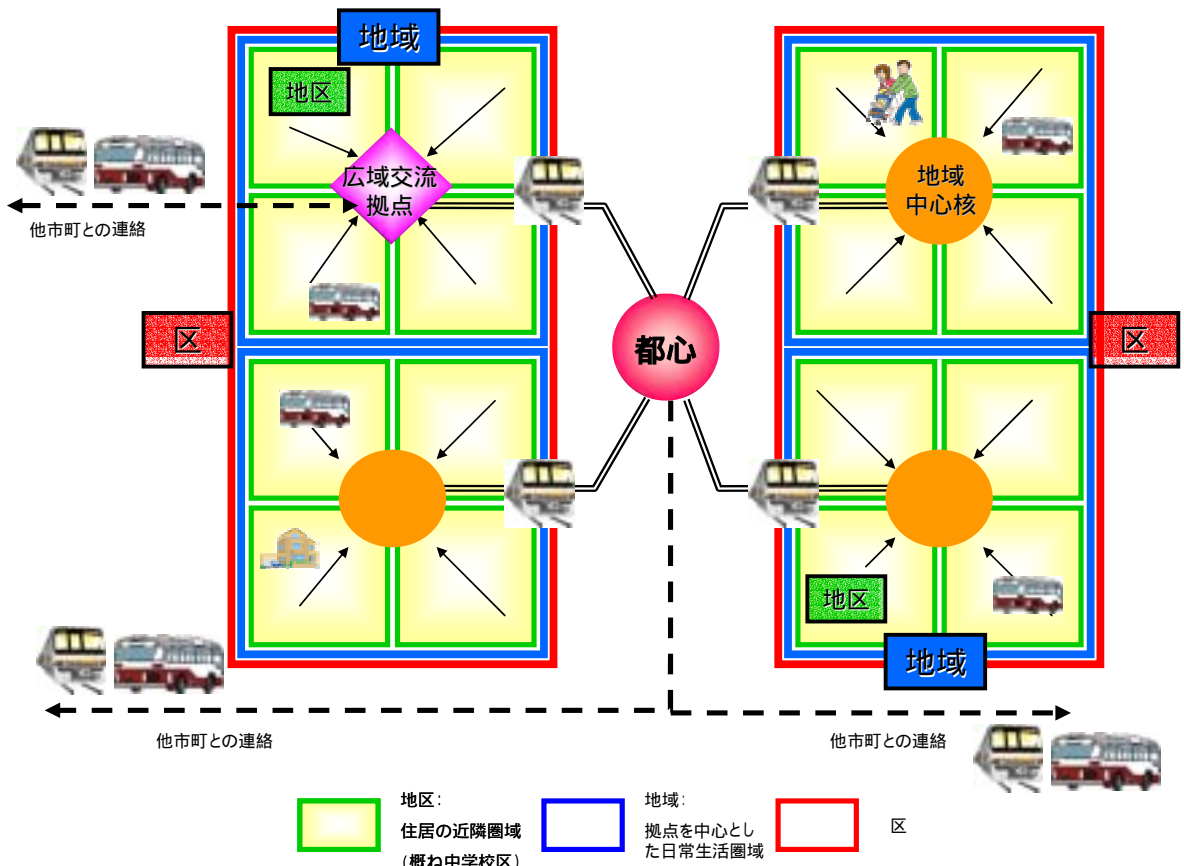 地域
地区
広域交流
拠点
地域
中心核
他市町との連絡
区
都心
区
地区
地域
他市町との連絡
他市町との連絡
地区:
住居の近隣圏域
(概ね中学校区)
地域:
拠点を中心とし
た日常生活圏域
区